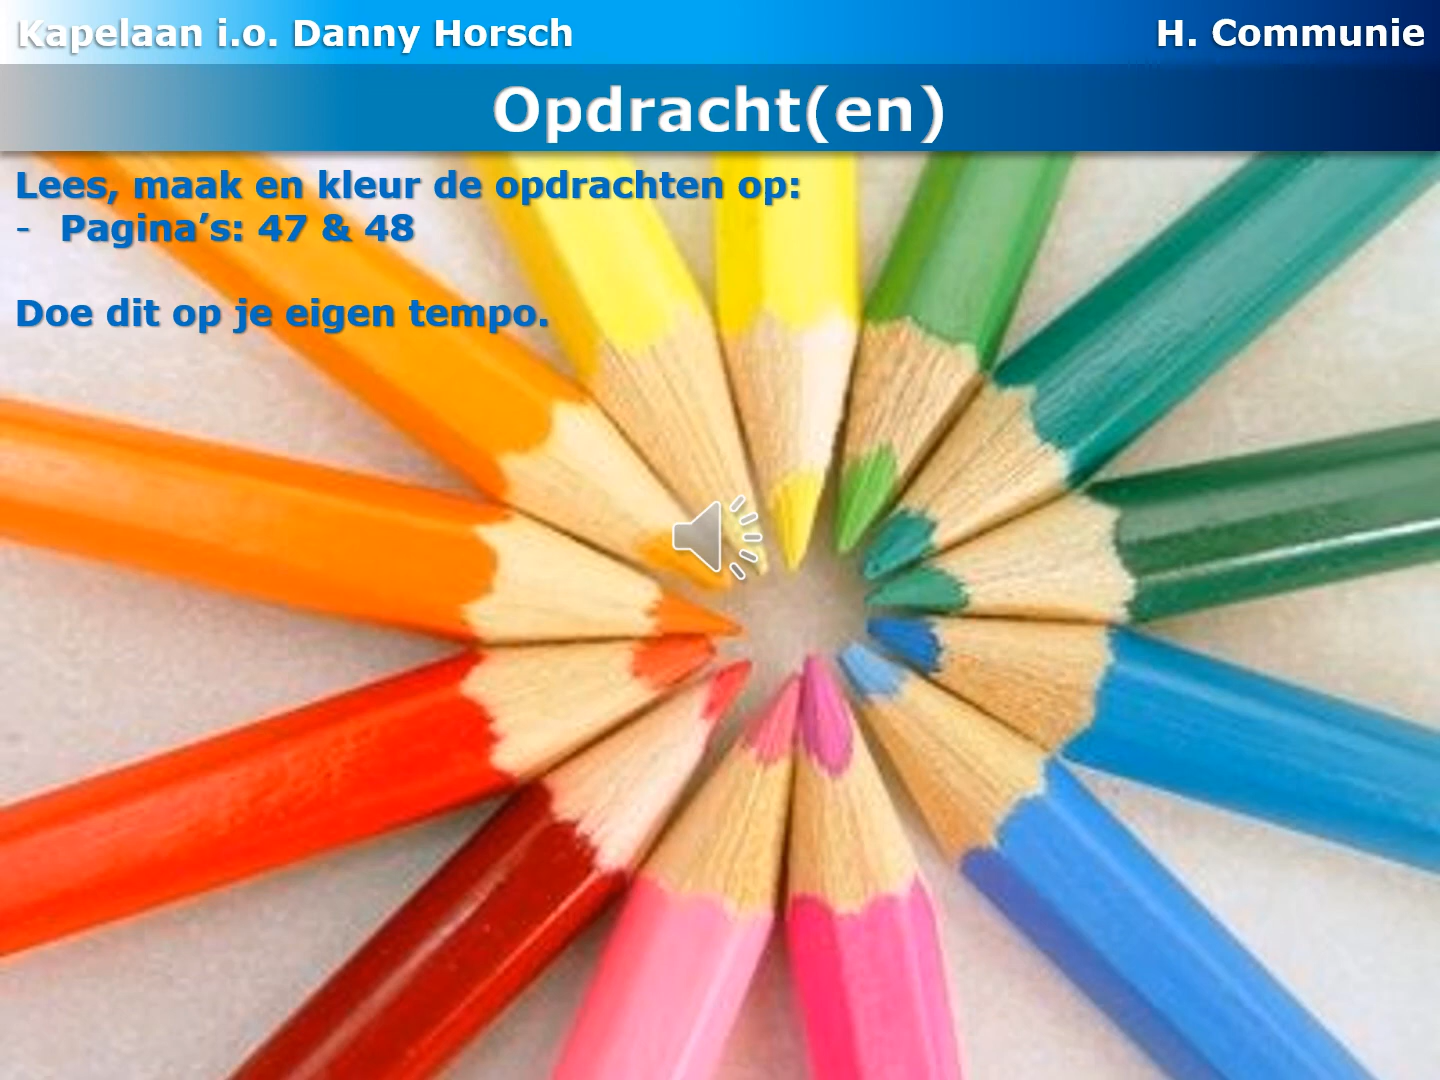 Kapelaan i.o. Danny Horsch
H. Communie
Opdracht(en)
Lees, maak en kleur de opdrachten op:
- Pagina’s: 47 & 48
Doe dit op je eigen tempo.